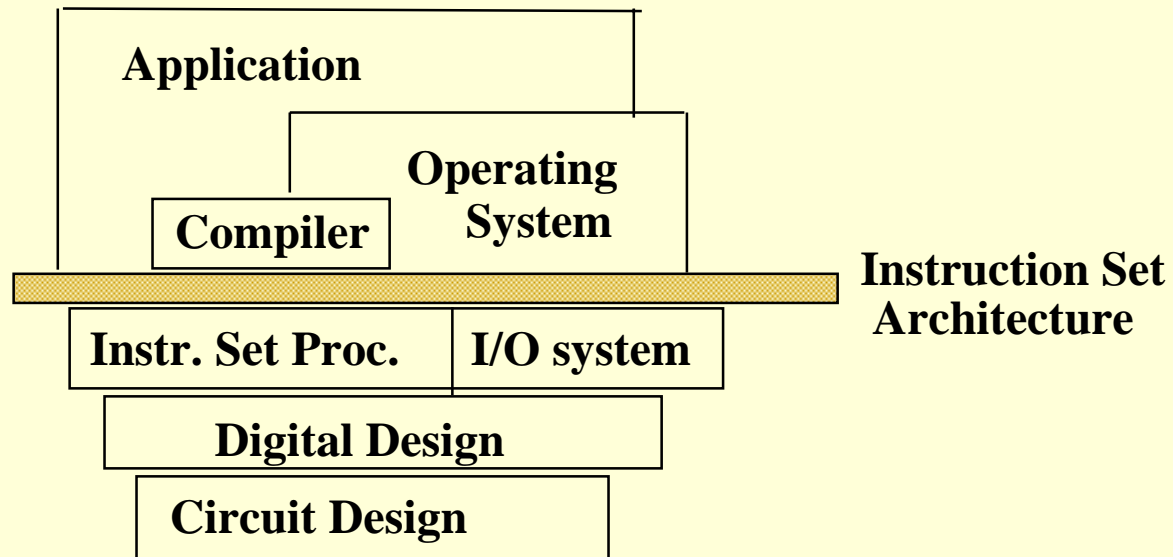 Application
Operating
System
Compiler
Instruction Set
Architecture
Instr. Set Proc.
I/O system
Digital Design
Circuit Design